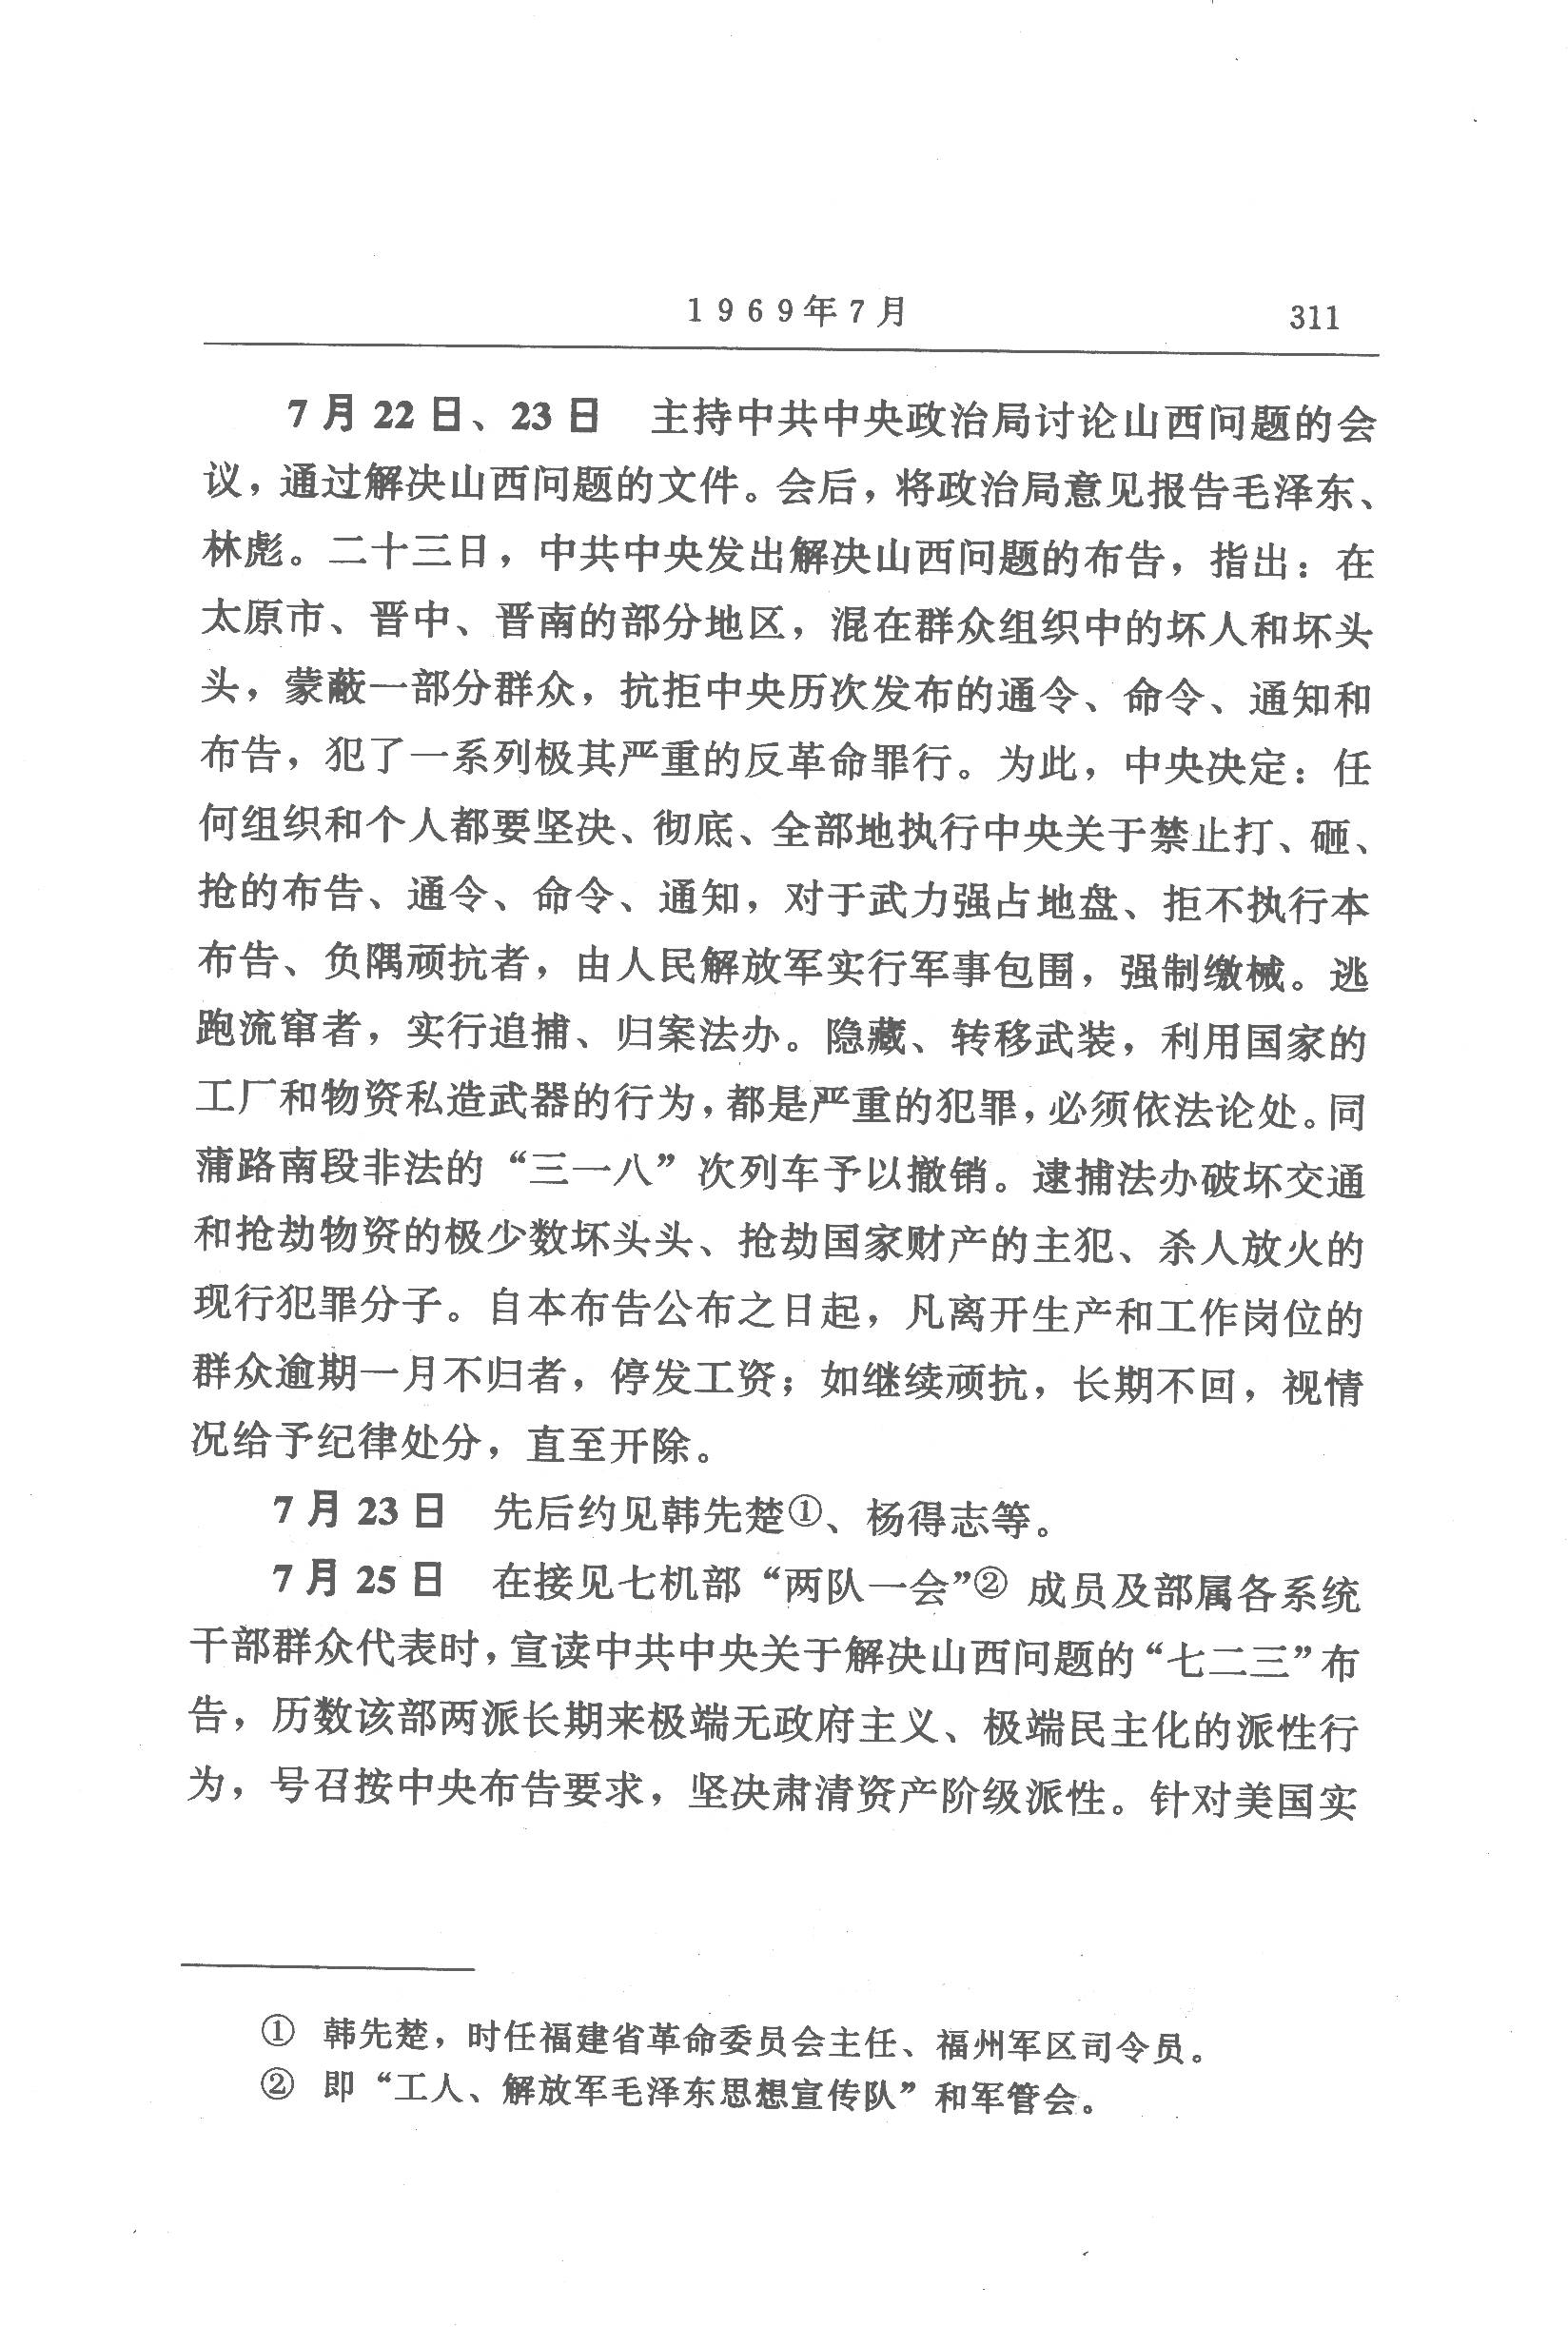 1969年7月
311
7月22日、23日 主持中共中央政治局讨论山西问题的会
议，通过解决山西问题的文件。会后，将政治局意见报告毛泽东、
林彪。二十三日，中共中央发出解决山西问题的布告，指出：在
太原市、晋中、晋南的部分地区，混在群众组织中的坏人和坏头
头，蒙蔽一部分群众，抗拒中央历次发布的通令、命令、通知和
布告，犯了一系列极其严重的反革命罪行。为此，中央决定：任
何组织和个人都要坚决、彻底、全部地执行中央关于禁止打、砸、
抢的布告、通令、命令、通知，对于武力强占地盘、拒不执行本
布告、负隅顽抗者，由人民解放军实行军事包围，强制缴械。逃
跑流窜者，实行追捕、归案法办。隐藏、转移武装，利用国家的
工厂和物资私造武器的行为，都是严重的犯罪，必须依法论处。同
蒲路南段非法的“三一八”次列车予以撤销。逮捕法办破坏交通
和抢劫物资的极少数坏头头、抢劫国家财产的主犯、杀人放火的
现行犯罪分子。自本布告公布之日起，凡离开生产和工作岗位的
群众逾期一月不归者，停发工资；如继续顽抗，长期不回，视情
况给予纪律处分，直至开除。
7月23日 先后约见韩先楚①、杨得志等。
7月25日 在接见七机部“两队一会”②成员及部属各系统
干部群众代表时，宣读中共中央关于解决山西问题的“七二三”布
告，历数该部两派长期来极端无政府主义、极端民主化的派性行
为，号召按中央布告要求，坚决肃清资产阶级派性。针对美国实
① 韩先楚，时任福建省革命委员会主任、福州军区司令员。
② 即“工人、解放军毛泽东思想宣传队”和军管会。